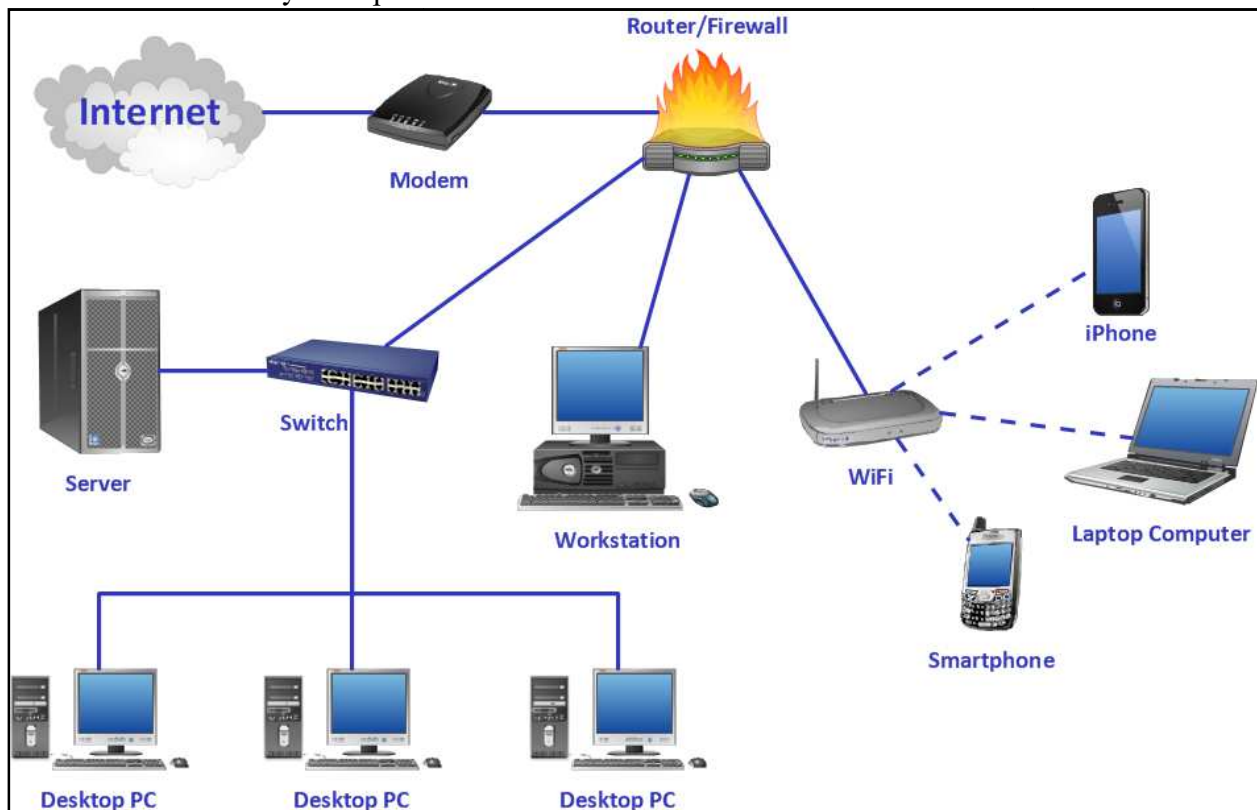 Router/Firewall
Internet
Modem
iPhone
Switch
Server
WiFi
Workstation
Laptop Computer
Smartphone
Desktop PC
Desktop PC
Desktop PC